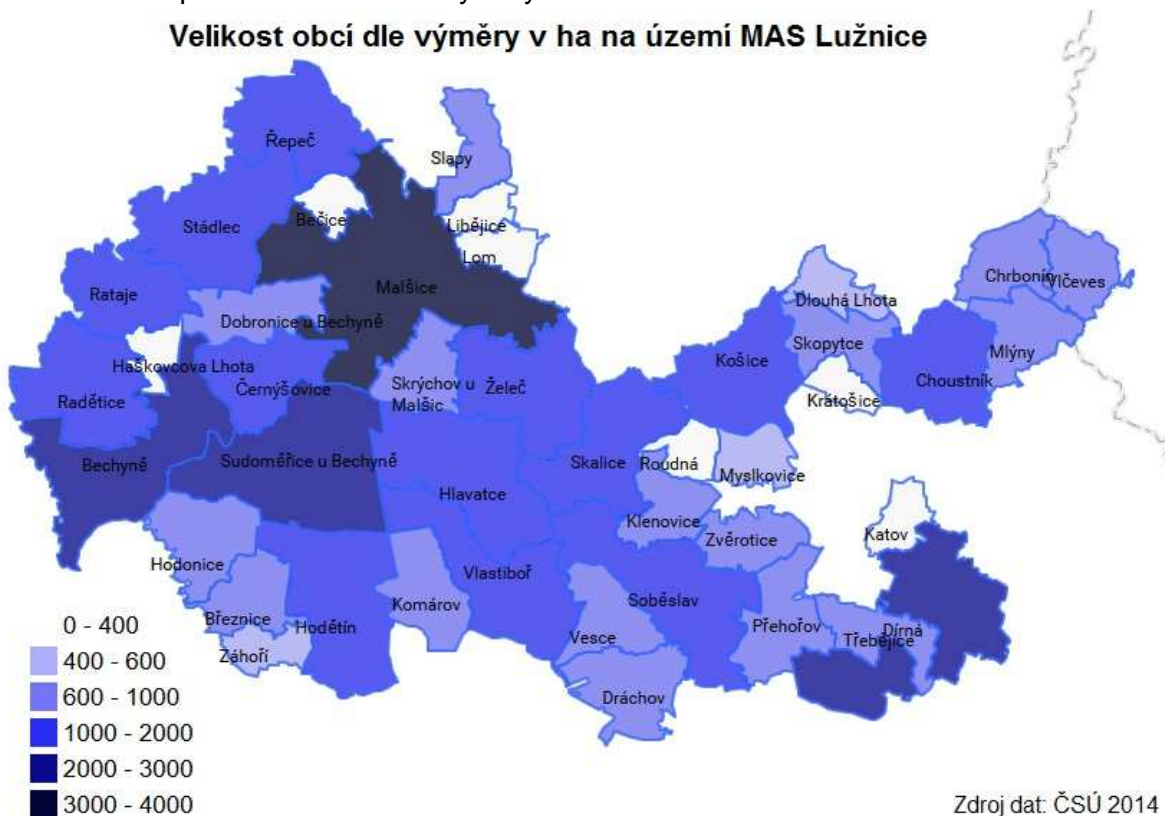 Velikost obcí dle výměry v ha na území MAS Lužnice
Řepeč
Slapy
Bečice
Stádlec
Libějice
Lom
Chrbonín
Vlčeves
Rataje
Malšice
Dlouhá Lhota
Dobronice u Bechyně
Skopytce
Mlýny
Haškovcova Lhota
Košice
Černýšovice
Skrýchov u
Malšic
Želeč
Choustník
Krátošice
Radětice
Bechyně
Sudoměřice u Bechyně
Skalice
Roudná
Myslkovice
Hlavatce
Klenovice
Zvěrotice
Katov
Hodonice
Vlastiboř
Březnice
Komárov
Soběslav
Hodětín
Přehořov
Dírná
Vesce
Třebějice
Záhoří
Dráchov
0 - 400
400 - 600
600 - 1000
1000 - 2000
2000 - 3000
3000 - 4000
Zdroj dat: ČSÚ 2014